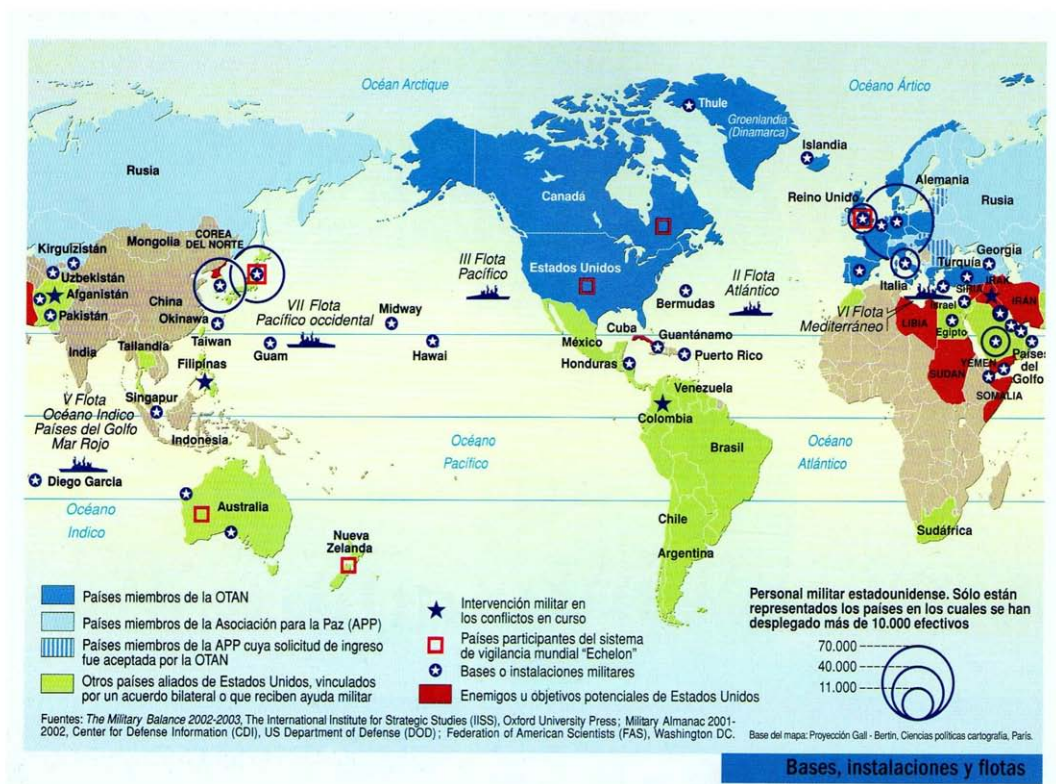 Océan Arctique
Océano Ártico
Thule
Groenlandia
(Dinamarca)
Islandia
Rusia
Canadá
Reino Unido
Alemania
Rusia
Mongolia
COREA
DEL NORTE
Kirguizistán
Uzbekistán
Afganistán
Pakistán
China
Okinawa
India
Tailandia
Taiwan
Filipinas
Singapur
Indonesia
VII Flota
Pacífico occidental
Guam
Midway
Hawai
III Flota
Pacífico
Estados Unidos
II Flota
Atlántico
Bermudas
Cuba
Guantánamo
México
Puerto Rico
Honduras
Venezuela
Colombia
Brasil
Chile
Argentina
Italia
Turquía
Georgia
SIRIA
IRAK
IRÁN
Israel
VI Flota
Mediterráneo
LIBIA
Egipto
SUDAN
YEMEN
Países
del
Golfo
SOMALIA
Sudáfrica
V Flota
Océano Indico
Países del Golfo
Mar Rojo
Diego Garcia
Océano
Indico
Australia
Nueva
Zelanda
Océano
Pacífico
Océano
Atlántico
Países miembros de la OTAN
Países miembros de la Asociación para la Paz (APP)
Países miembros de la APP cuya solicitud de ingreso
fue aceptada por la OTAN
Otros países aliados de Estados Unidos, vinculados
por un acuerdo bilateral o que reciben ayuda militar
Intervención militar en
los conflictos en curso
Países participantes del sistema
de vigilancia mundial "Echelon"
Bases o instalaciones militares
Enemigos u objetivos potenciales de Estados Unidos
Personal militar estadounidense. Sólo están
representados los países en los cuales se han
desplegado más de 10.000 efectivos
70.000
40.000
11.000
Fuentes: The Military Balance 2002-2003, The International Institute for Strategic Studies (IISS), Oxford University Press; Military Almanac 2001-
2002, Center for Defense Information (CDI), US Department of Defense (DOD); Federation of American Scientists (FAS), Washington DC.
Base del mapa: Proyección Gall - Bertin, Ciencias políticas cartografía, París.
Bases, instalaciones y flotas